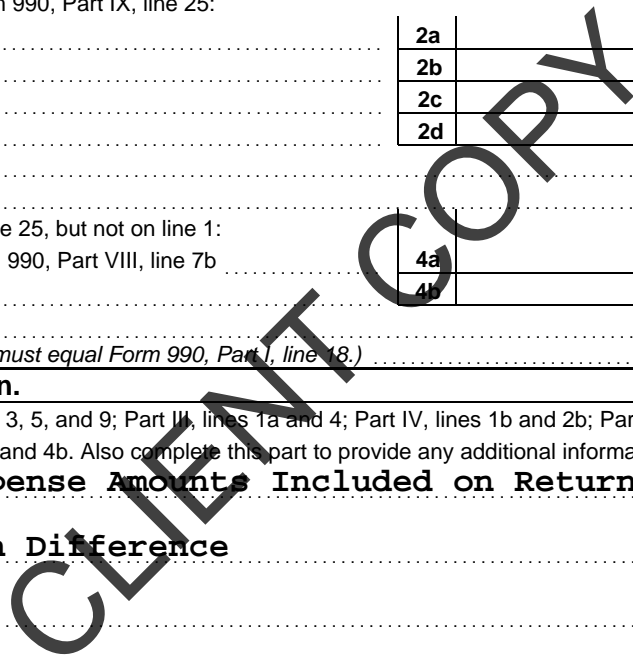 990, Part IX, line 25:
2a
2b
2c
2d
e 25, but not on line 1:
990, Part VIII, line 7b
4a
4b
must equal Form 990, Part I, line 18.)
n.
3, 5, and 9; Part III, lines 1a and 4; Part IV, lines 1b and 2b; Par
and 4b. Also complete this part to provide any additional informa
pense Amounts Included on Return
n Difference
CLIENT COPY